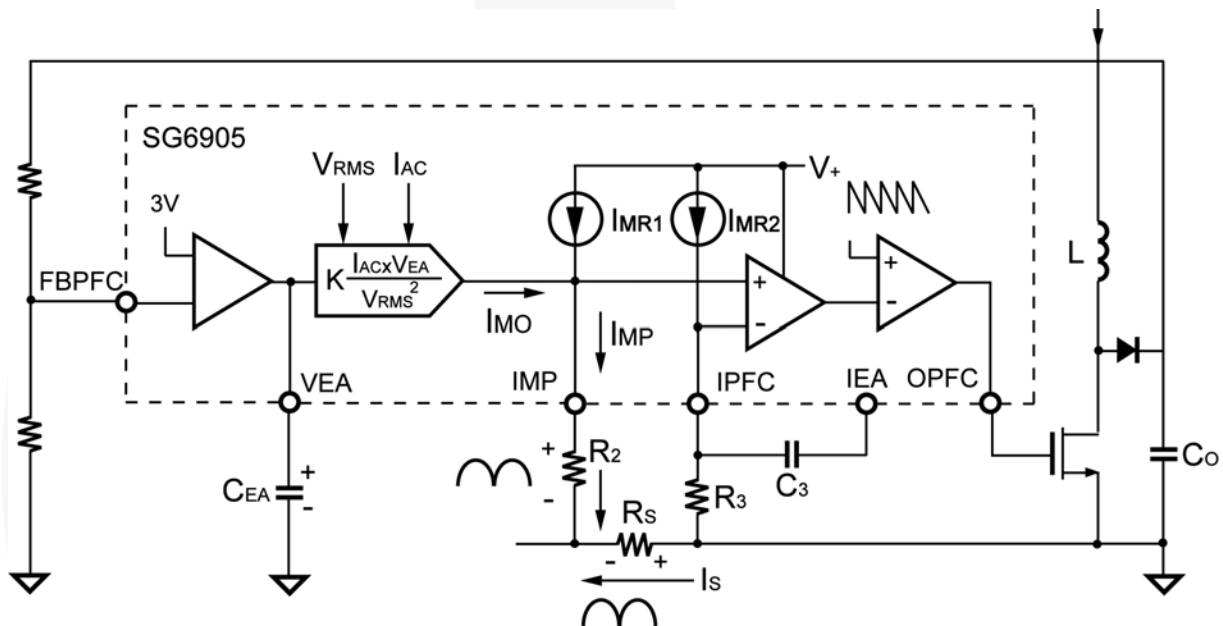 SG6905
VRMS IAC
V+
3V
IMR1 IMR2
L
FBPFC
K IACxVEA
VRMS2
+
+
-
-
IMO
IMP
VEA
IMP
IPFC
IEA
OPFC
+
R2
-
C3
CO
CEA
+
-
R3
RS
- +
IS